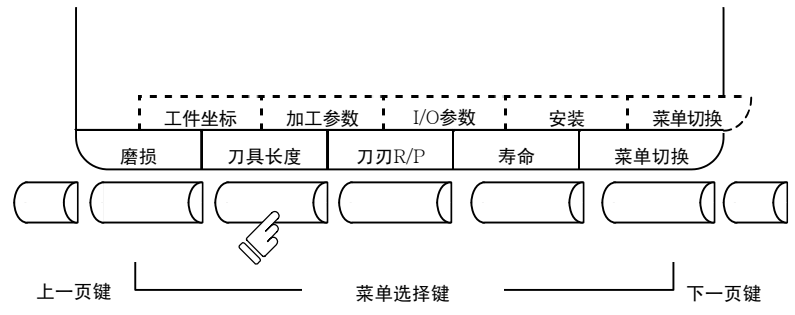 工件坐标 加工参数 I/O参数 安装 菜单切换
磨损 刀具长度 刀刃R/P 寿命 菜单切换
上一页键 菜单选择键 下一页键